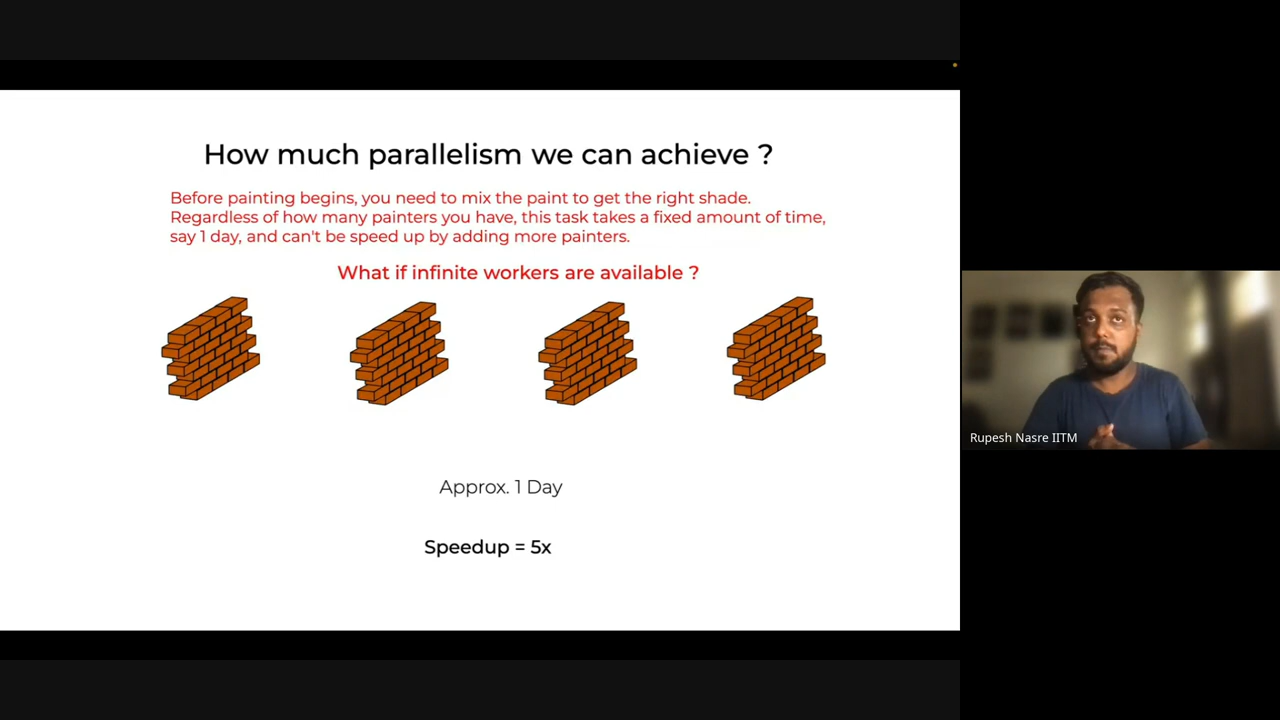 How much parallelism we can achieve ?
Before painting begins, you need to mix the paint to get the right shade.
Regardless of how many painters you have, this task takes a fixed amount of time,
say 1 day, and can't be speed up by adding more painters.
What if infinite workers are available ?
Approx. 1 Day
Speedup = 5x
Rupesh Nasre IITM